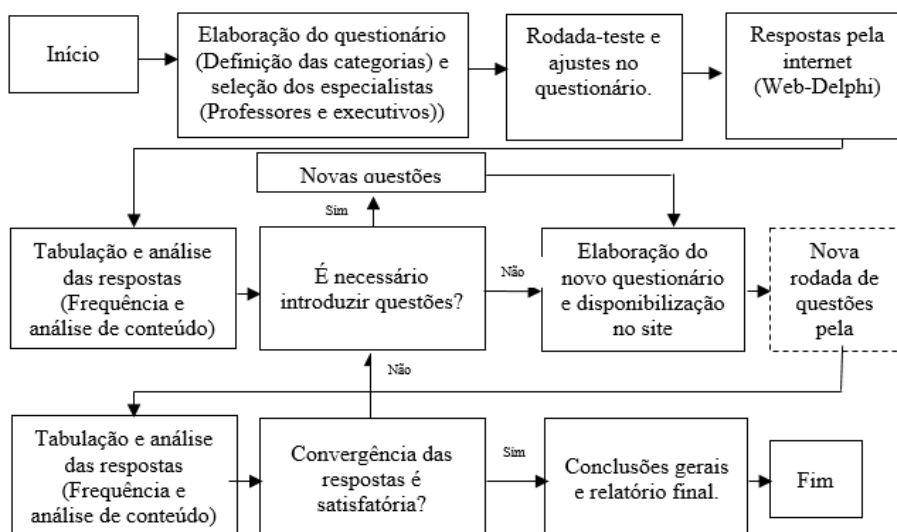 Início
Elaboração do questionário
(Definição das categorias) e
seleção dos especialistas
(Professores e executivos))
Rodada-teste e
ajustes no
questionário.
Respostas pela
internet
(Web-Delphi)
Novas questões
Sim
Tabulação e análise
das respostas
(Frequência e
análise de conteúdo)
É necessário
introduzir questões?
Não
Elaboração do
novo questionário
e disponibilização
no site
Nova
rodada de
questões
pela
Não
Tabulação e análise
das respostas
(Frequência e
análise de conteúdo)
Convergência das
respostas é
satisfatória?
Sim
Conclusões gerais
e relatório final.
Fim